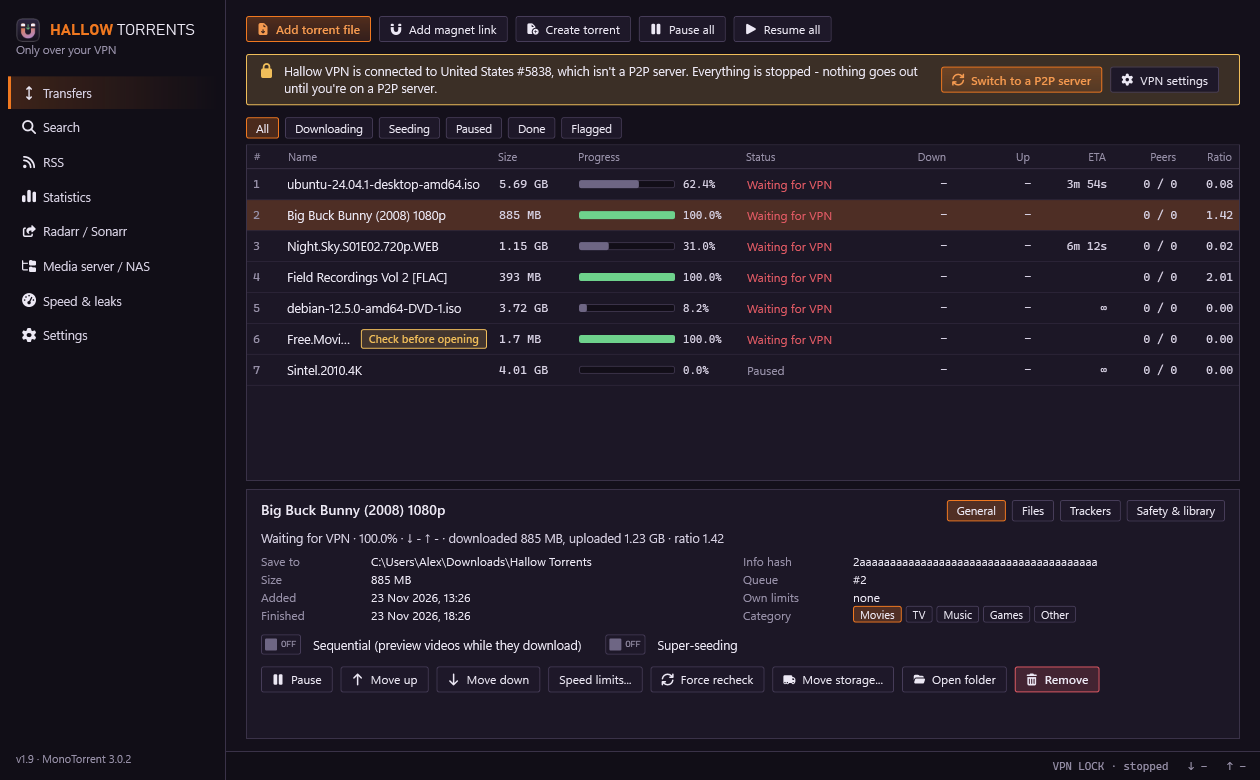 HALLOW TORRENTS
Only over your VPN
Transfers
Search
RSS
Statistics
Radarr / Sonarr
Media server / NAS
Speed & leaks
Settings
v1.9 · MonoTorrent 3.0.2
Add torrent file Add magnet link Create torrent Pause all Resume all
Hallow VPN is connected to United States #5838, which isn't a P2P server. Everything is stopped - nothing goes out
until you're on a P2P server.
Switch to a P2P server VPN settings
All Downloading Seeding Paused Done Flagged
# Name Size Progress Status Down Up ETA Peers Ratio
1 ubuntu-24.04.1-desktop-amd64.iso 5.69 GB 62.4% Waiting for VPN – – 3m 54s 0 / 0 0.08
2 Big Buck Bunny (2008) 1080p 885 MB 100.0% Waiting for VPN – – 0 / 0 1.42
3 Night.Sky.S01E02.720p.WEB 1.15 GB 31.0% Waiting for VPN – – 6m 12s 0 / 0 0.02
4 Field Recordings Vol 2 [FLAC] 393 MB 100.0% Waiting for VPN – – 0 / 0 2.01
5 debian-12.5.0-amd64-DVD-1.iso 3.72 GB 8.2% Waiting for VPN – – ∞ 0 / 0 0.00
6 Free.Movi... Check before opening 1.7 MB 100.0% Waiting for VPN – – 0 / 0 0.00
7 Sintel.2010.4K 4.01 GB 0.0% Paused – – ∞ 0 / 0 0.00
Big Buck Bunny (2008) 1080p
General Files Trackers Safety & library
Waiting for VPN · 100.0% · ↓ - ↑ - · downloaded 885 MB, uploaded 1.23 GB · ratio 1.42
Save to C:\Users\Alex\Downloads\Hallow Torrents Info hash 2aaaaaaaaaaaaaaaaaaaaaaaaaaaaaaaaaaaaaaa
Size 885 MB Queue #2
Added 23 Nov 2026, 13:26 Own limits none
Finished 23 Nov 2026, 18:26 Category Movies TV Music Games Other
OFF Sequential (preview videos while they download) OFF Super-seeding
Pause Move up Move down Speed limits... Force recheck Move storage... Open folder Remove
VPN LOCK · stopped ↓ – ↑ –